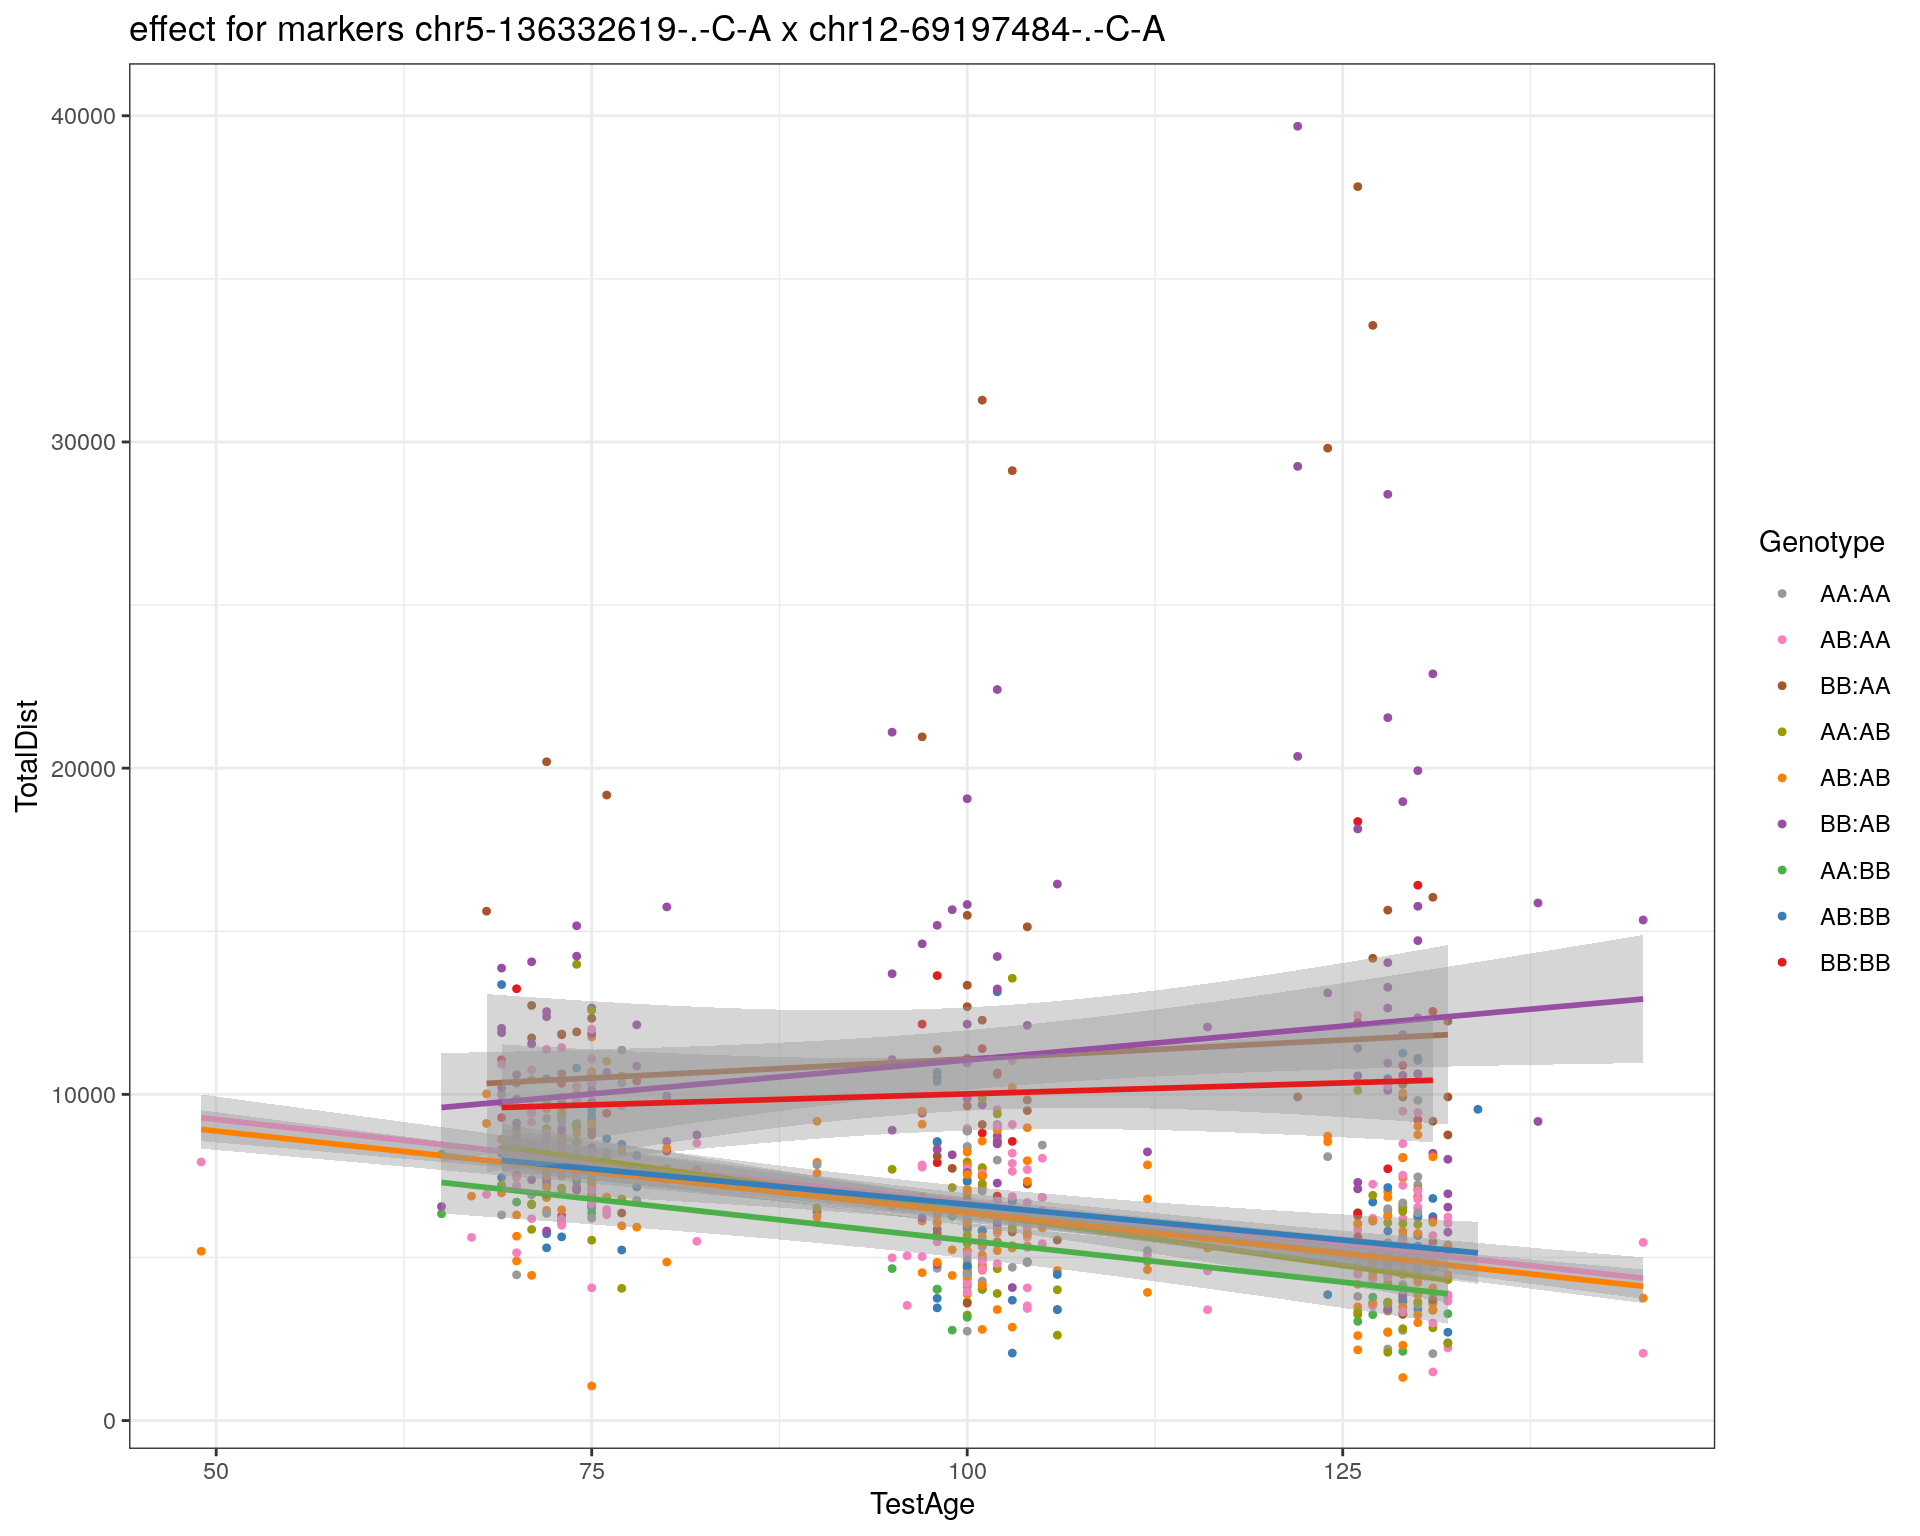 effect for markers chr5-136332619-.-C-A x chr12-69197484-.-C-A
40000
30000
20000
10000
0
TotalDist
50
75
100
125
TestAge
Genotype
AA:AA
AB:AA
BB:AA
AA:AB
AB:AB
BB:AB
AA:BB
AB:BB
BB:BB